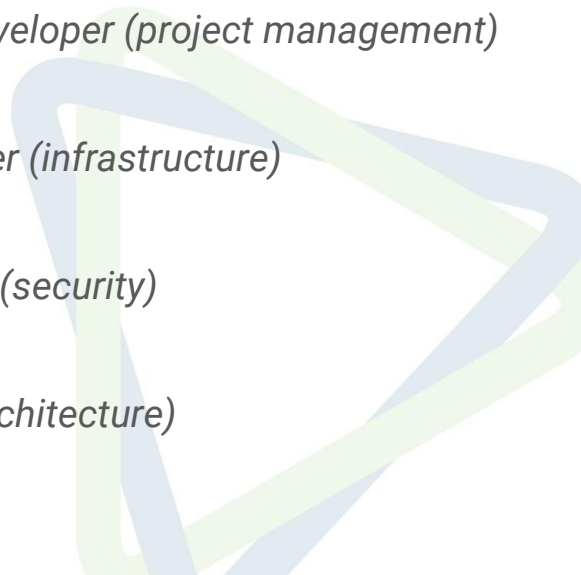 veloper (project management)
er (infrastructure)
(security)
chitecture)